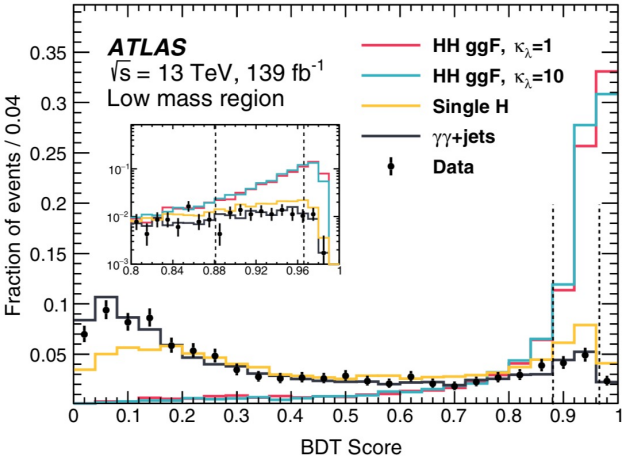 ATLAS
√s = 13 TeV, 139 fb⁻¹
Low mass region
HH ggF, κλ=1
HH ggF, κλ=10
Single H
γγ+jets
Data
Fraction of events / 0.04
0.35
0.3
0.25
0.2
0.15
0.1
0.05
10⁻¹
10⁻²
10⁻³
0.8 0.84 0.88 0.92 0.96 1
0 0.1 0.2 0.3 0.4 0.5 0.6 0.7 0.8 0.9 1
BDT Score